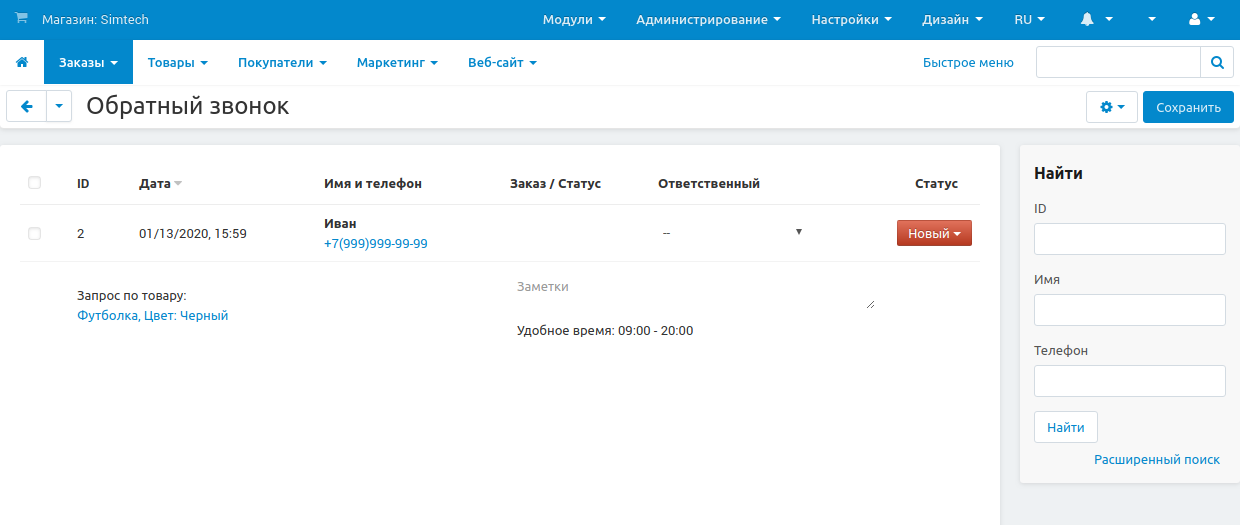 Магазин: Simtech
Модули
Администрирование
Настройки
Дизайн
RU
Заказы
Товары
Покупатели
Маркетинг
Веб-сайт
Быстрое меню
Обратный звонок
Сохранить
ID
Дата
Имя и телефон
Заказ / Статус
Ответственный
Статус
2
01/13/2020, 15:59
Иван
+7(999)999-99-99
--
Новый
Запрос по товару:
Футболка, Цвет: Черный
Заметки
Удобное время: 09:00 - 20:00
Найти
ID
Имя
Телефон
Найти
Расширенный поиск